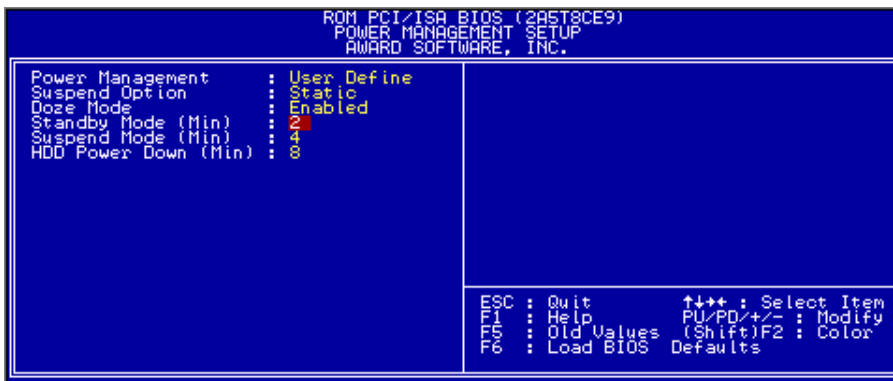 ROM PCI/ISA BIOS (2A5T8CE9)
POWER MANAGEMENT SETUP
AWARD SOFTWARE, INC.
Power Management : User Define
Suspend Option : Static
Doze Mode : Enabled
Standby Mode (Min) : 2
Suspend Mode (Min) : 4
HDD Power Down (Min) : 8
ESC : Quit ↑↓→← : Select Item
F1 : Help PU/PD/+/- : Modify
F5 : Old Values (Shift)F2 : Color
F6 : Load BIOS Defaults